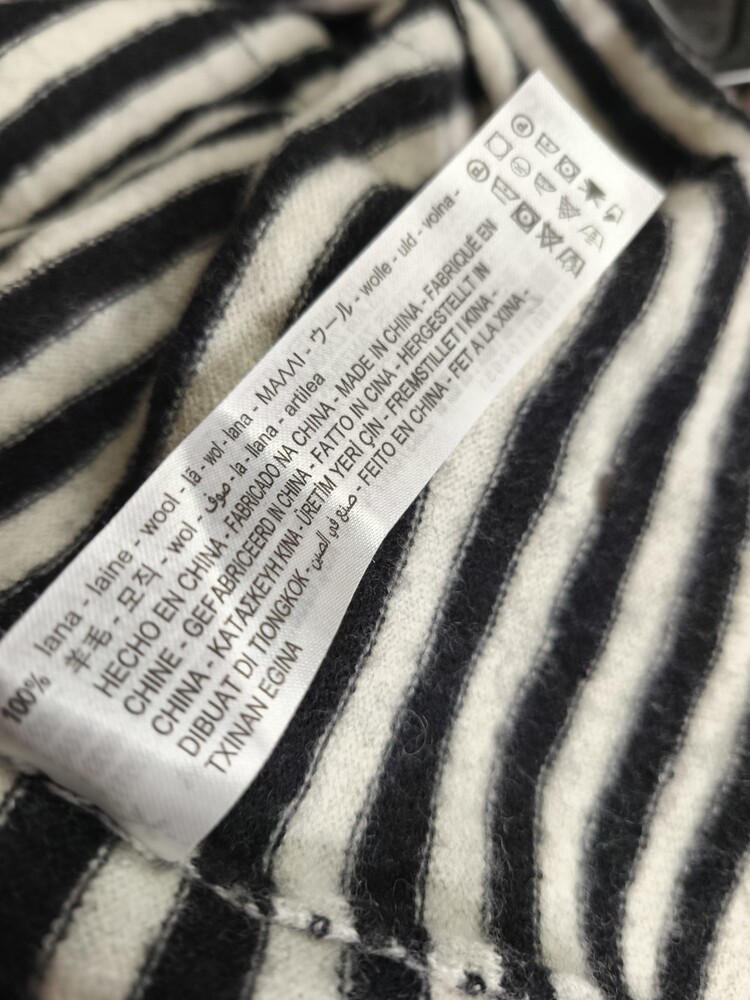 100% lana - laine - wool - lã - wol - lana - ΜΑΛΛΙ - ウール - wolle - uld - volna -
羊毛 - 모직 - wol - صوف - la - llana - artilea
HECHO EN CHINA - FABRICADO NA CHINA - MADE IN CHINA - FABRIQUÉ EN
CHINE - GEFABRICEERD IN CHINA - FATTO IN CINA - HERGESTELLT IN
CHINA - ΚΑΤΑΣΚΕΥΗ ΚΙΝΑ - ÜRETİM YERİ ÇİN - FREMSTILLET I KINA -
DIBUAT DI TIONGKOK - صنع في الصين - FEITO EN CHINA - FET A LA XINA -
TXINAN EGINA